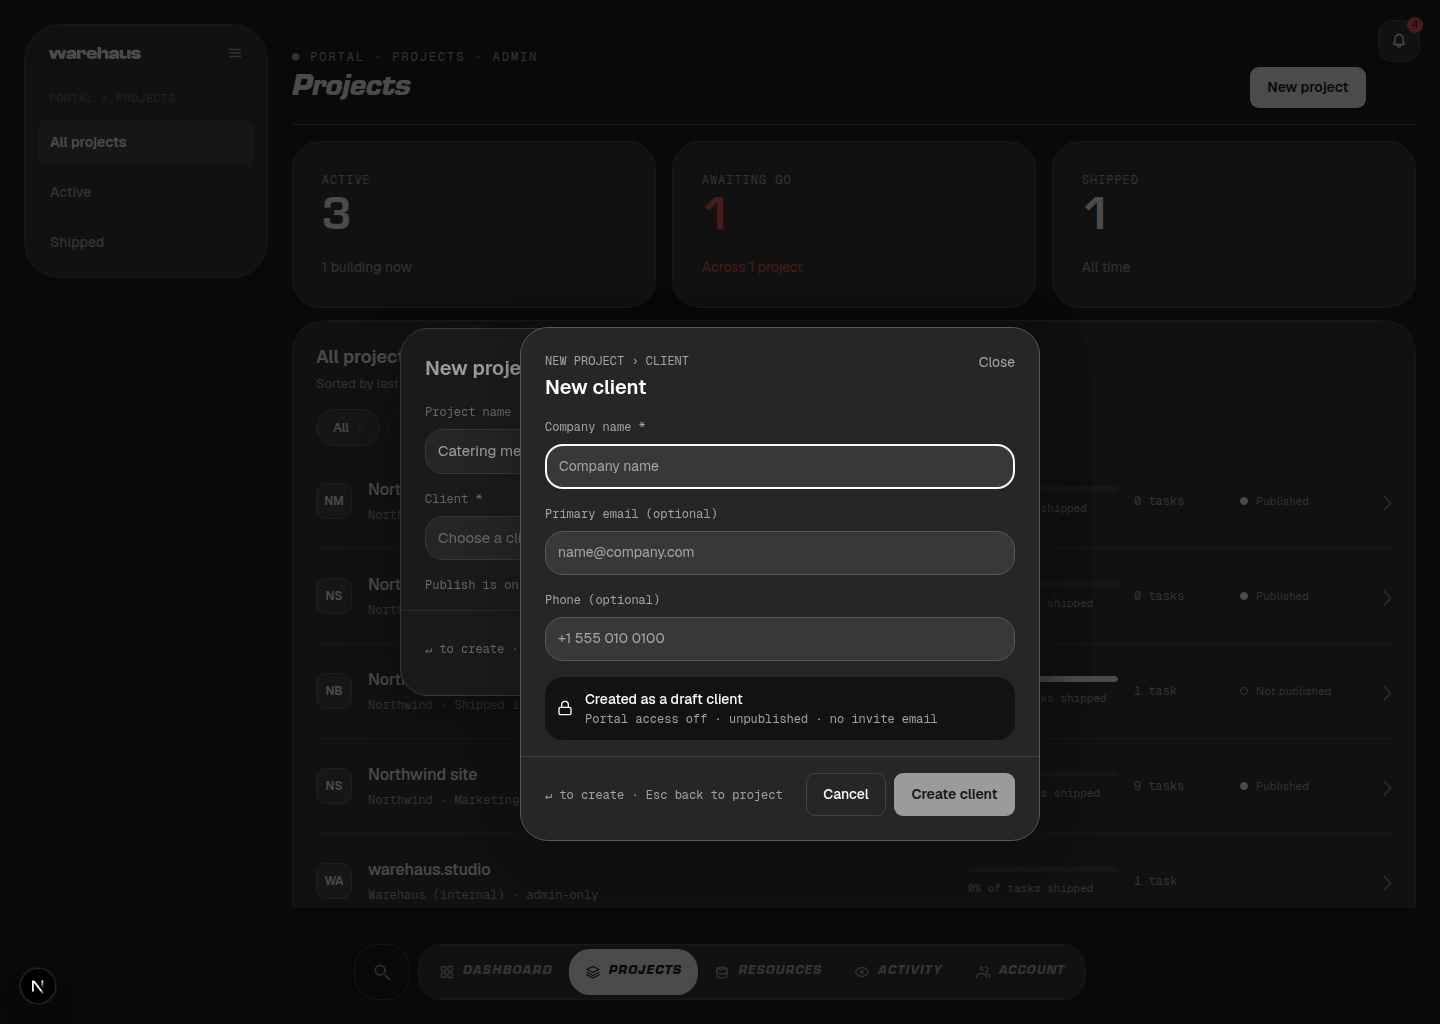 warehaus
PORTAL / PROJECTS
All projects
Active
Shipped
PORTAL · PROJECTS · ADMIN
Projects
New project
4
ACTIVE
3
1 building now
AWAITING GO
1
Across 1 project
SHIPPED
1
All time
All project
Sorted by last
All 5
NM
Nort
North
shipped
0 tasks
Published
NS
Nort
North
shipped
0 tasks
Published
NB
North
Northwind · Shipped i
ks shipped
1 task
Not published
NS
Northwind site
Northwind · Marketing
s shipped
9 tasks
Published
WA
warehaus.studio
Warehaus (internal) · admin-only
0% of tasks shipped
1 task
New proje
Project name
Catering me
Client *
Choose a cli
Publish is on
↵ to create ·
NEW PROJECT › CLIENT
Close
New client
Company name *
Company name
Primary email (optional)
name@company.com
Phone (optional)
+1 555 010 0100
Created as a draft client
Portal access off · unpublished · no invite email
↵ to create · Esc back to project
Cancel
Create client
N
DASHBOARD
PROJECTS
RESOURCES
ACTIVITY
ACCOUNT